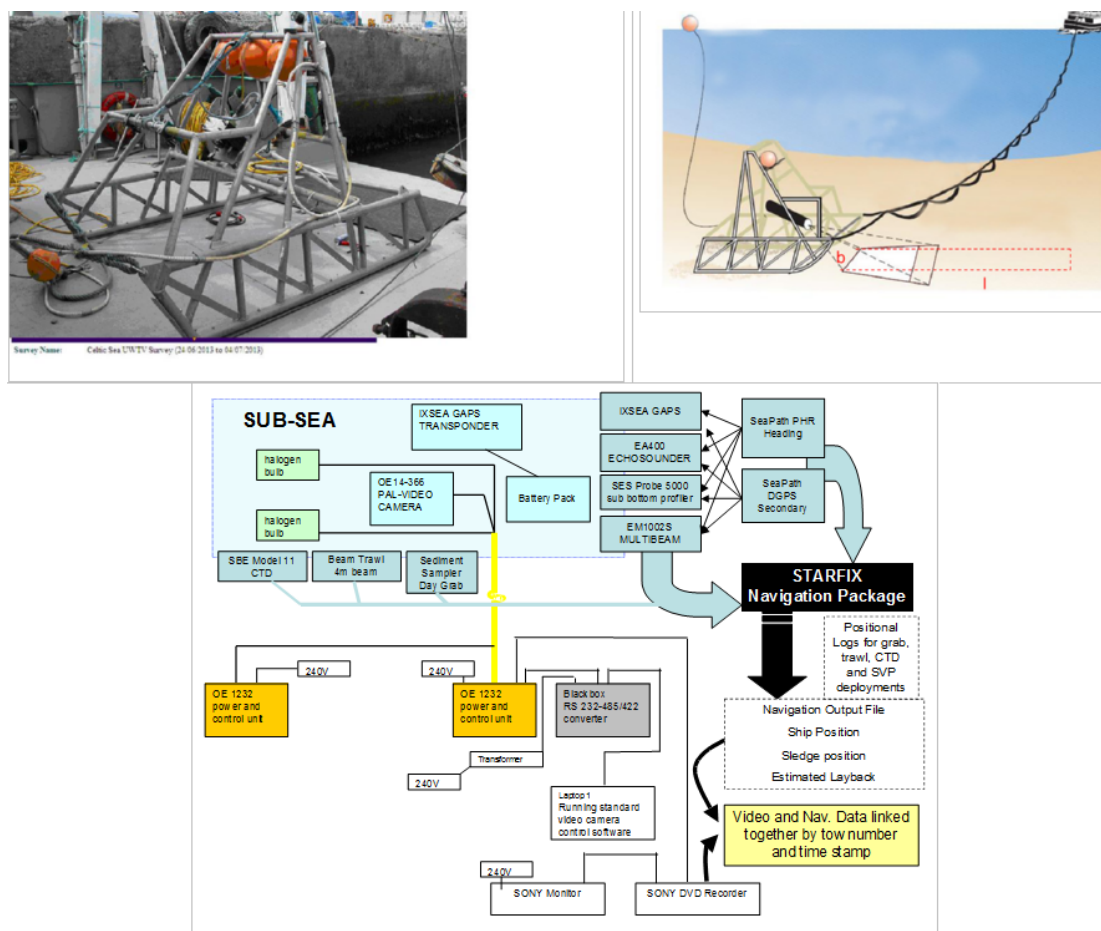 Survey Name: Celtic Sea UWTV Survey (24/06/2013 to 04/07/2013)
b
l
SUB-SEA
IXSEA GAPS
TRANSPONDER
halogen
bulb
OE14-366
PAL-VIDEO
CAMERA
Battery Pack
halogen
bulb
IXSEA GAPS
EA400
ECHOSOUNDER
SES Probe 5000
sub bottom profiler
EM1002S
MULTIBEAM
SeaPath PHR
Heading
SeaPath
DGPS
Secondary
SBE Model 11
CTD
Beam Trawl
4m beam
Sediment
Sampler
Day Grab
STARFIX
Navigation Package
Positional
Logs for grab,
trawl, CTD
and SVP
deployments
240V
240V
OE 1232
power and
control unit
OE 1232
power and
control unit
Blackbox
RS 232-485/422
converter
Navigation Output File
Ship Position
Sledge position
Estimated Layback
Transformer
240V
Laptop 1
Running standard
video camera
control software
Video and Nav. Data linked
together by tow number
and time stamp
240V
SONY Monitor
SONY DVD Recorder